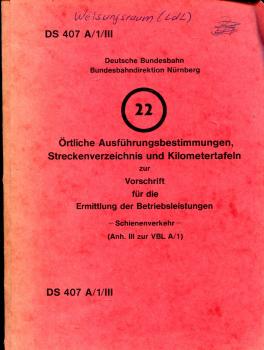 Weisungsraum (LdL)
DS 407 A/1/III
Deutsche Bundesbahn
Bundesbahndirektion Nürnberg
22
Örtliche Ausführungsbestimmungen,
Streckenverzeichnis und Kilometertafeln
zur
Vorschrift
für die
Ermittlung der Betriebsleistungen
— Schienenverkehr —
(Anh. III zur VBL A/1)
DS 407 A/1/III